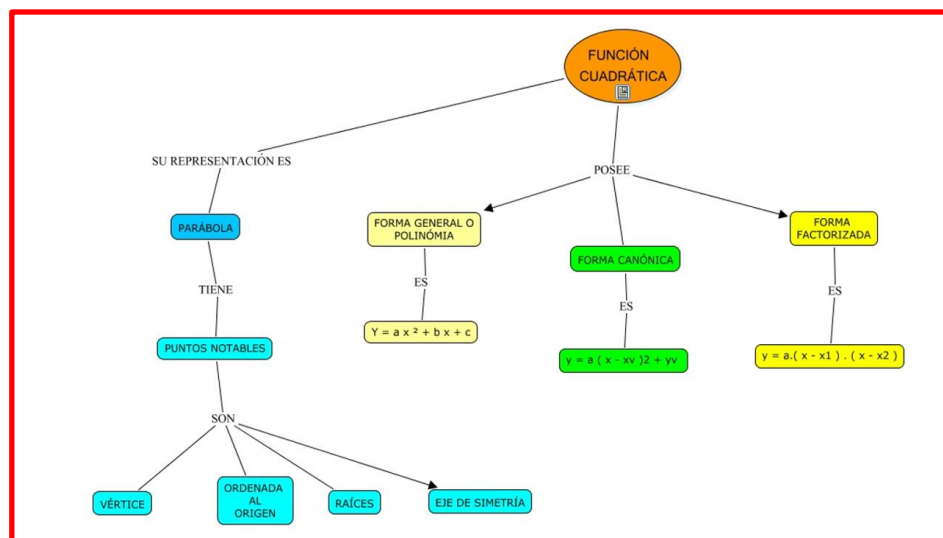 FUNCIÓN
CUADRÁTICA
SU REPRESENTACIÓN ES
POSEE
PARÁBOLA
FORMA GENERAL O
POLINÓMIA
FORMA CANÓNICA
FORMA
FACTORIZADA
TIENE
ES
ES
ES
PUNTOS NOTABLES
Y = a x ² + b x + c
y = a ( x - xv )2 + yv
y = a.( x - x1 ) . ( x - x2 )
SON
VÉRTICE
ORDENADA
AL
ORIGEN
RAÍCES
EJE DE SIMETRÍA